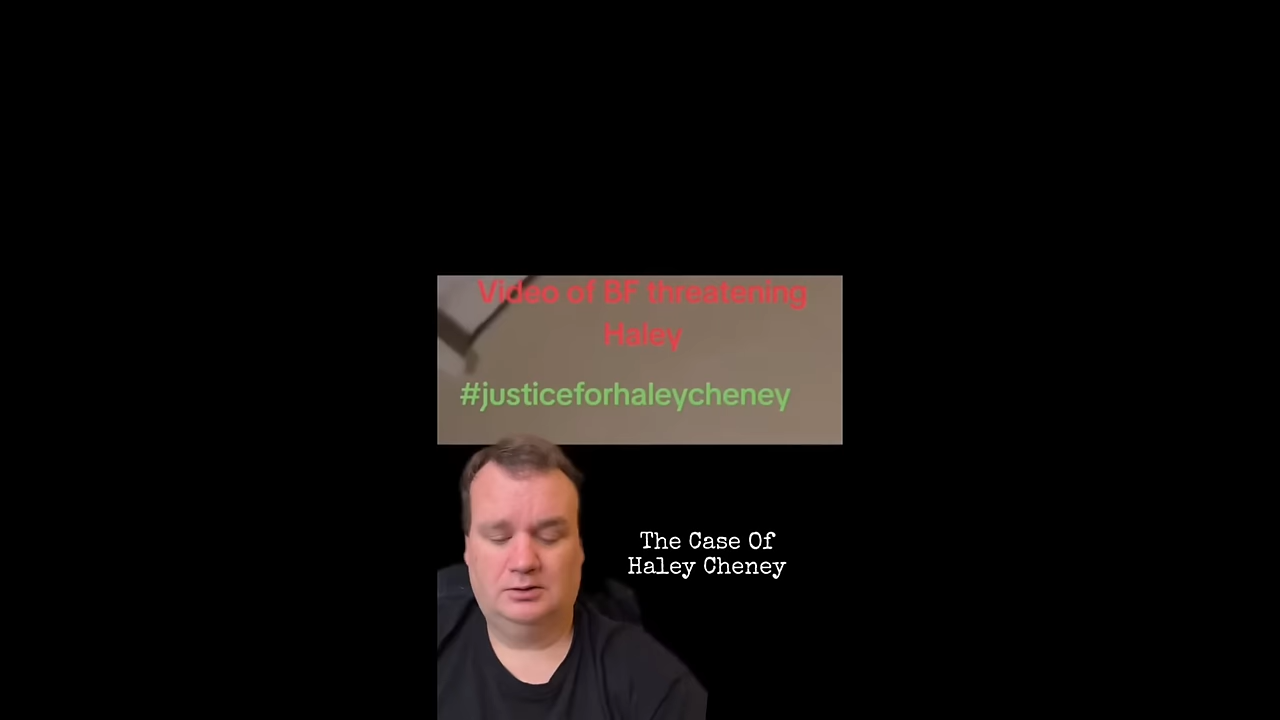 Video of BF threatening
Haley
#justiceforhaleycheney
The Case Of
Haley Cheney